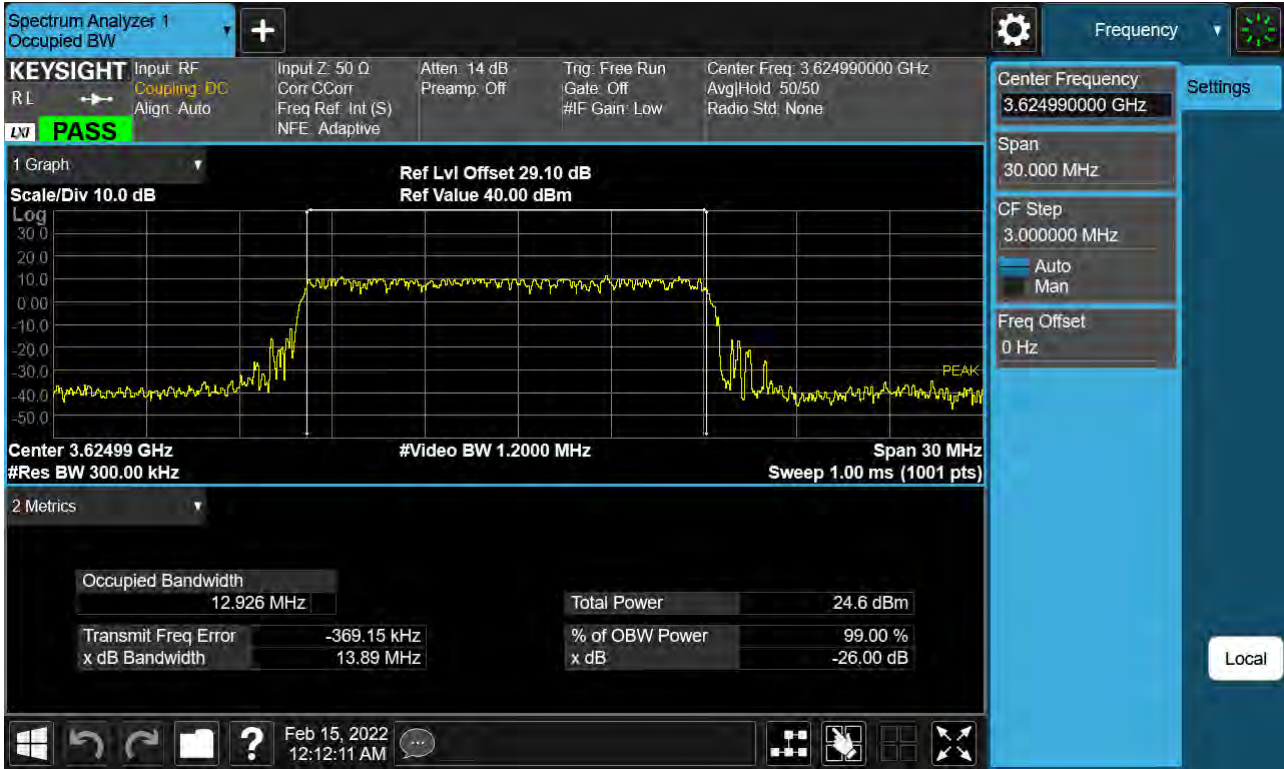 Spectrum Analyzer 1
Occupied BW
+
Frequency
KEYSIGHT
Input: RF
Coupling: DC
Align: Auto
Input Z: 50 Ω
Corr CCorr
Freq Ref: Int (S)
NFE: Adaptive
Atten: 14 dB
Preamp: Off
Trig: Free Run
Gate: Off
#IF Gain: Low
Center Freq: 3.624990000 GHz
Avg|Hold: 50/50
Radio Std: None
R L
LXI
PASS
Center Frequency
3.624990000 GHz
Settings
Span
30.000 MHz
CF Step
3.000000 MHz
Auto
Man
Freq Offset
0 Hz
1 Graph
Scale/Div 10.0 dB
Ref Lvl Offset 29.10 dB
Ref Value 40.00 dBm
Log
30.0
20.0
10.0
0.00
-10.0
-20.0
-30.0
-40.0
-50.0
PEAK
Center 3.62499 GHz
#Video BW 1.2000 MHz
Span 30 MHz
#Res BW 300.00 kHz
Sweep 1.00 ms (1001 pts)
2 Metrics
Occupied Bandwidth
12.926 MHz
Total Power 24.6 dBm
Transmit Freq Error -369.15 kHz
% of OBW Power 99.00 %
x dB Bandwidth 13.89 MHz
x dB -26.00 dB
Local
?
Feb 15, 2022
12:12:11 AM